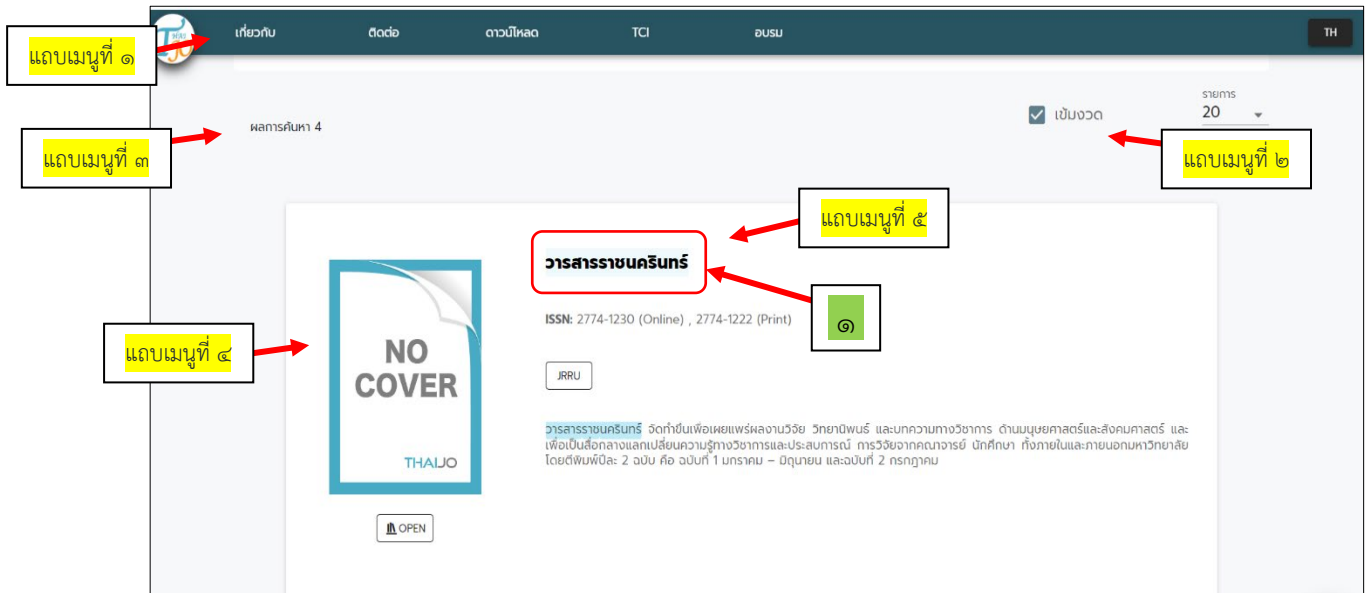 เกี่ยวกับ ติดต่อ ดาวน์โหลด TCI อบรม TH
แถบเมนูที่ ๑
รายการ
เข้มงวด 20
ผลการค้นหา 4
แถบเมนูที่ ๓
แถบเมนูที่ ๒
แถบเมนูที่ ๕
วารสารราชนครินทร์
ISSN: 2774-1230 (Online) , 2774-1222 (Print)
๑
แถบเมนูที่ ๔
NO
COVER
JRRU
วารสารราชนครินทร์ จัดทำขึ้นเพื่อเผยแพร่ผลงานวิจัย วิทยานิพนธ์ และบทความทางวิชาการ ด้านมนุษยศาสตร์และสังคมศาสตร์ และ
เพื่อเป็นสื่อกลางแลกเปลี่ยนความรู้ทางวิชาการและประสบการณ์ การวิจัยจากคณาจารย์ นักศึกษา ทั้งภายในและภายนอกมหาวิทยาลัย
โดยตีพิมพ์ปีละ 2 ฉบับ คือ ฉบับที่ 1 มกราคม – มิถุนายน และฉบับที่ 2 กรกฎาคม
THAIJO
OPEN